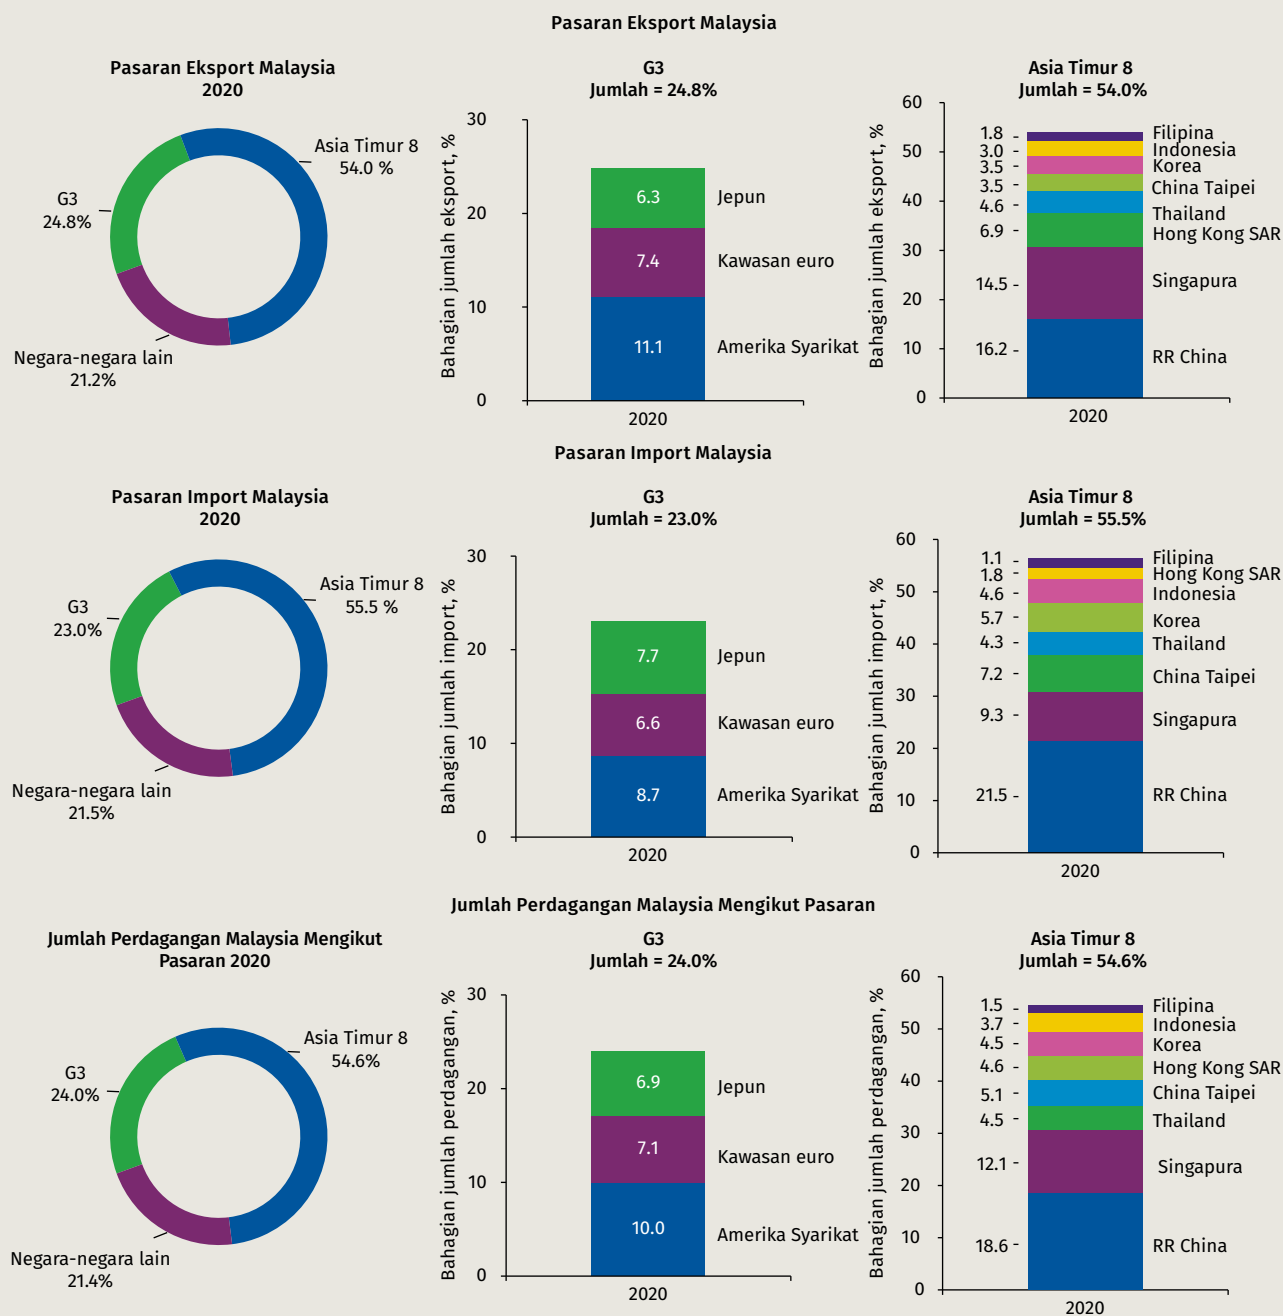 Pasaran Eksport Malaysia
Pasaran Eksport Malaysia
2020
Asia Timur 8
54.0 %
G3
24.8%
Negara-negara lain
21.2%
G3
Jumlah = 24.8%
Bahagian jumlah eksport, %
30
20
10
0
6.3
Jepun
7.4
Kawasan euro
11.1
Amerika Syarikat
2020
Asia Timur 8
Jumlah = 54.0%
Bahagian jumlah eksport, %
60
50
40
30
20
10
0
1.8
Filipina
3.0
Indonesia
3.5
Korea
3.5
China Taipei
4.6
Thailand
6.9
Hong Kong SAR
14.5
Singapura
16.2
RR China
2020
Pasaran Import Malaysia
Pasaran Import Malaysia
2020
Asia Timur 8
55.5 %
G3
23.0%
Negara-negara lain
21.5%
G3
Jumlah = 23.0%
Bahagian jumlah import, %
30
20
10
0
7.7
Jepun
6.6
Kawasan euro
8.7
Amerika Syarikat
2020
Asia Timur 8
Jumlah = 55.5%
Bahagian jumlah import, %
60
50
40
30
20
10
0
1.1
Filipina
1.8
Hong Kong SAR
4.6
Indonesia
5.7
Korea
4.3
Thailand
7.2
China Taipei
9.3
Singapura
21.5
RR China
2020
Jumlah Perdagangan Malaysia Mengikut Pasaran
Jumlah Perdagangan Malaysia Mengikut
Pasaran 2020
Asia Timur 8
54.6%
G3
24.0%
Negara-negara lain
21.4%
G3
Jumlah = 24.0%
Bahagian jumlah perdagangan, %
30
20
10
0
6.9
Jepun
7.1
Kawasan euro
10.0
Amerika Syarikat
2020
Asia Timur 8
Jumlah = 54.6%
Bahagian jumlah perdagangan, %
60
50
40
30
20
10
0
1.5
Filipina
3.7
Indonesia
4.5
Korea
4.6
Hong Kong SAR
5.1
China Taipei
4.5
Thailand
12.1
Singapura
18.6
RR China
2020